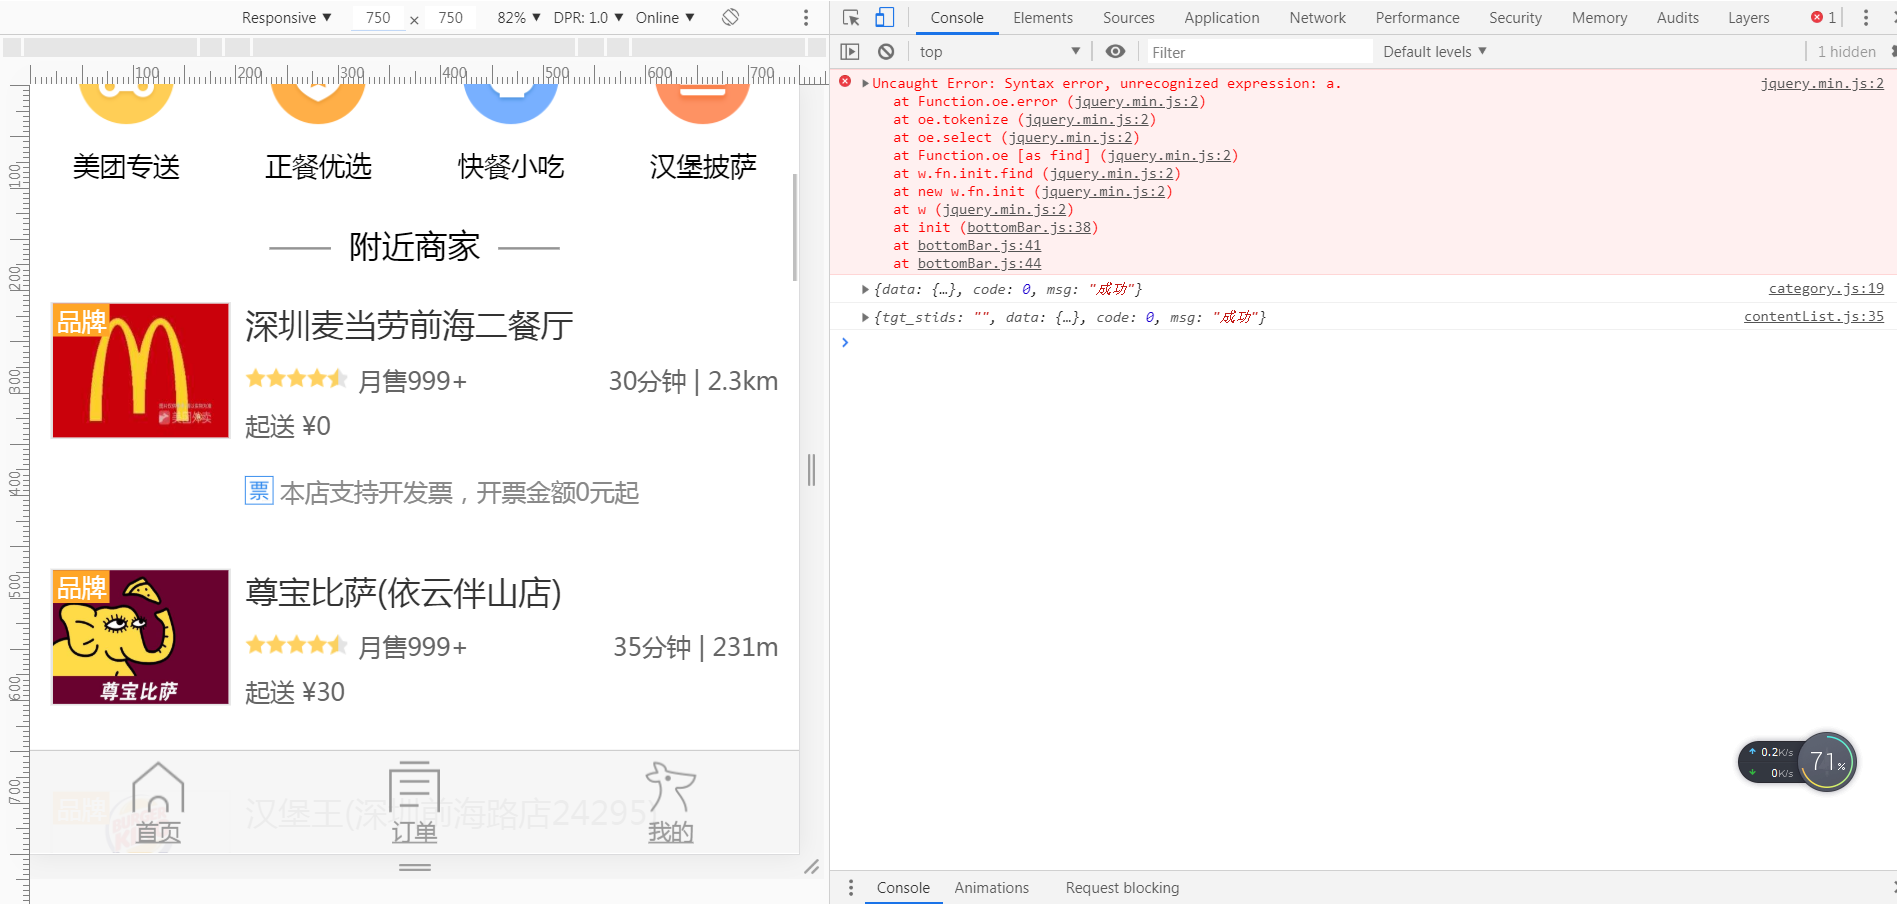 Responsive ▼ 750 × 750 82% ▼ DPR: 1.0 ▼ Online ▼
100 200 300 400 500 600 700
100
200
300
400
500
600
700
美团专送 正餐优选 快餐小吃 汉堡披萨
附近商家
品牌
深圳麦当劳前海二餐厅
月售999+ 30分钟 | 2.3km
起送 ¥0
美团外卖
票 本店支持开发票，开票金额0元起
品牌
尊宝比萨(依云伴山店)
月售999+ 35分钟 | 231m
起送 ¥30
尊宝比萨
品牌
汉堡王(深圳前海路店24295)
首页 订单 我的
Console Elements Sources Application Network Performance Security Memory Audits Layers 1
top ▼ Filter Default levels ▼ 1 hidden
Uncaught Error: Syntax error, unrecognized expression: a. jquery.min.js:2
at Function.oe.error (jquery.min.js:2)
at oe.tokenize (jquery.min.js:2)
at oe.select (jquery.min.js:2)
at Function.oe [as find] (jquery.min.js:2)
at w.fn.init.find (jquery.min.js:2)
at new w.fn.init (jquery.min.js:2)
at w (jquery.min.js:2)
at init (bottomBar.js:38)
at bottomBar.js:41
at bottomBar.js:44
{data: {…}, code: 0, msg: "成功"} category.js:19
{tgt_stids: "", data: {…}, code: 0, msg: "成功"} contentList.js:35
0.2K/s
0K/s
71%
Console Animations Request blocking